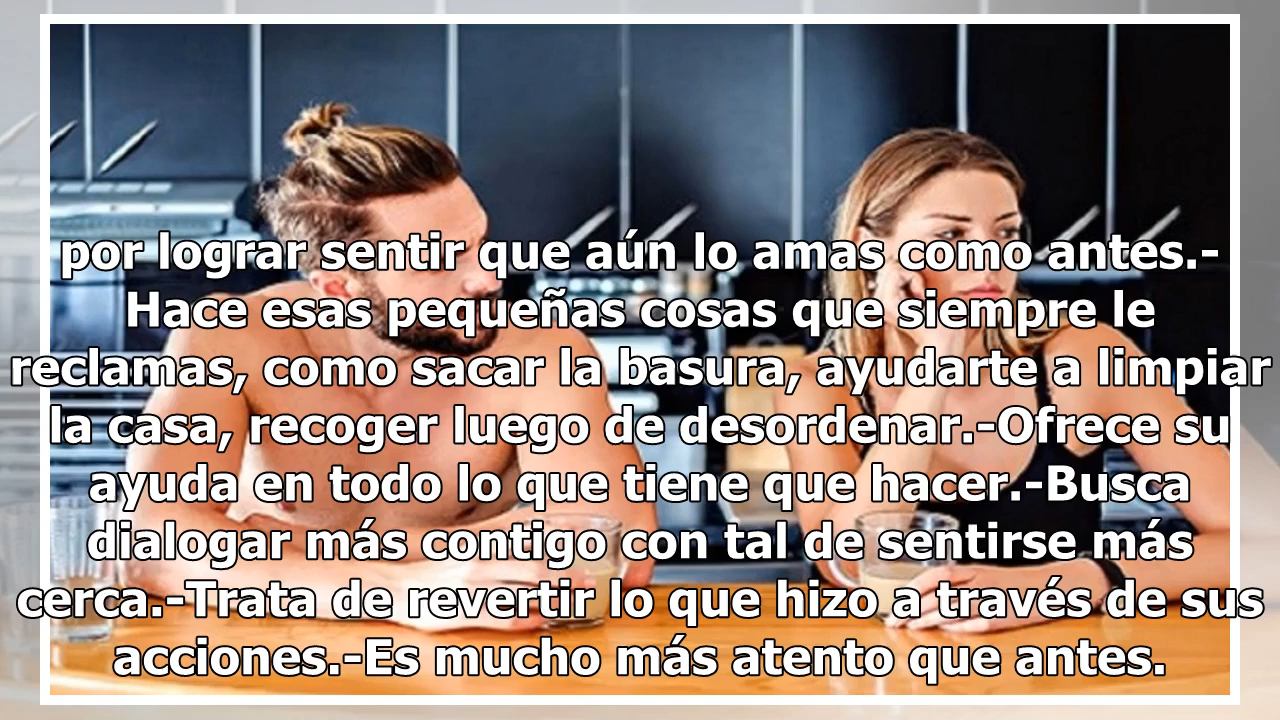 por lograr sentir que aún lo amas como antes.-
Hace esas pequeñas cosas que siempre le
reclamas, como sacar la basura, ayudarte a limpiar
la casa, recoger luego de desordenar.-Ofrece su
ayuda en todo lo que tiene que hacer.-Busca
dialogar más contigo con tal de sentirse más
cerca.-Trata de revertir lo que hizo a través de sus
acciones.-Es mucho más atento que antes.